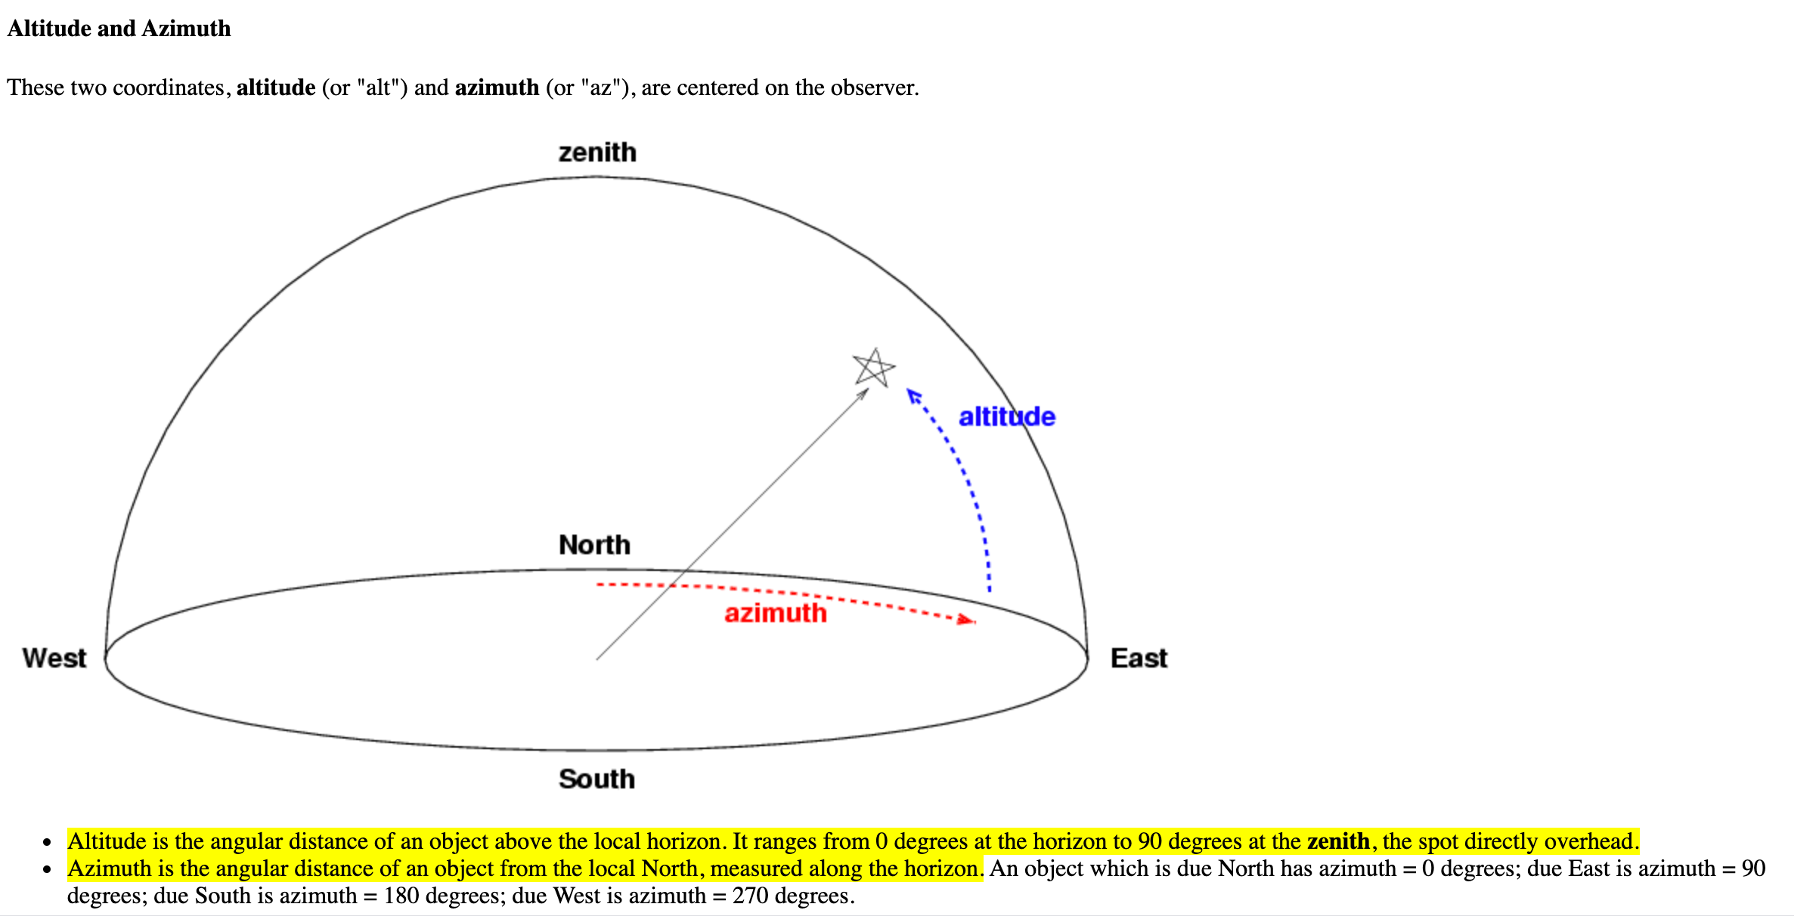 Altitude and Azimuth
These two coordinates, altitude (or "alt") and azimuth (or "az"), are centered on the observer.
zenith
altitude
North
azimuth
West
East
South
Altitude is the angular distance of an object above the local horizon. It ranges from 0 degrees at the horizon to 90 degrees at the zenith, the spot directly overhead.
Azimuth is the angular distance of an object from the local North, measured along the horizon. An object which is due North has azimuth = 0 degrees; due East is azimuth = 90
degrees; due South is azimuth = 180 degrees; due West is azimuth = 270 degrees.